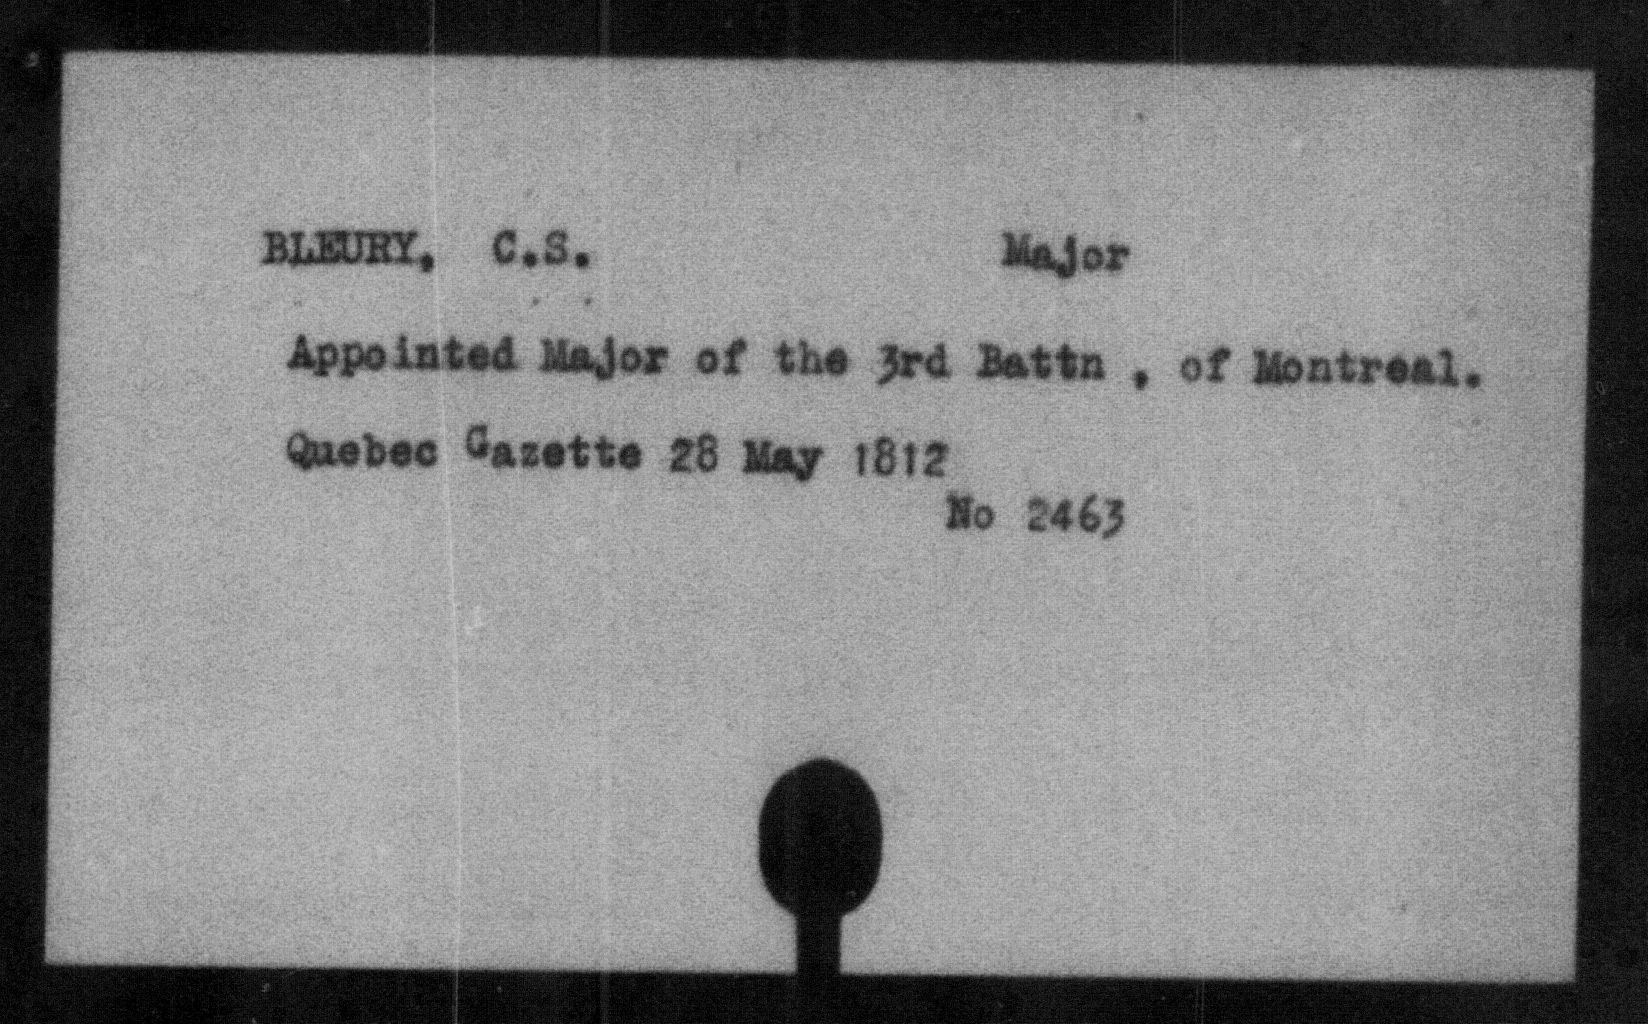 BLEURY, C.S. Major
Appointed Major of the 3rd Battn , of Montreal.
Quebec Gazette 28 May 1812
No 2463